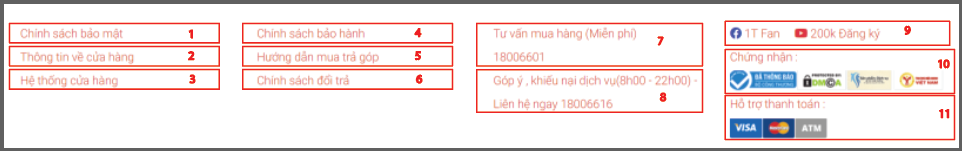 Chính sách bảo mật 1
Thông tin về cửa hàng 2
Hệ thống cửa hàng 3
Chính sách bảo hành 4
Hướng dẫn mua trả góp 5
Chính sách đổi trả 6
Tư vấn mua hàng (Miễn phí)
18006601
7
Góp ý , khiếu nại dịch vụ(8h00 - 22h00) -
Liên hệ ngay 18006616
8
1T Fan 200k Đăng ký 9
Chứng nhận : 10
ĐÃ THÔNG BÁO
BỘ CÔNG THƯƠNG
PROTECTED BY
DMCA
VIỆT NAM
Hỗ trợ thanh toán :
11
VISA MasterCard ATM